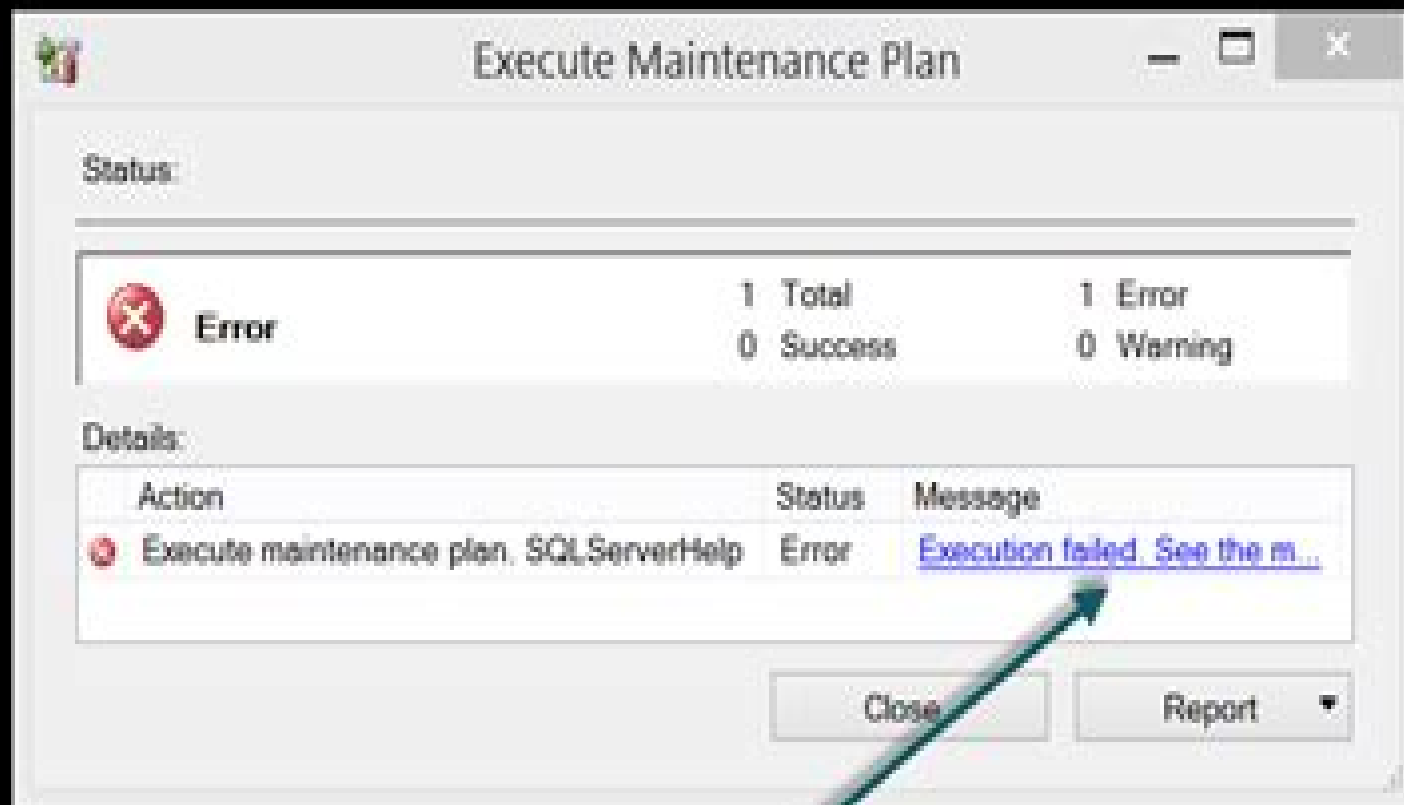 Execute Maintenance Plan
Status:
Error 1 Total 1 Error
0 Success 0 Warning
Details:
Action Status Message
Execute maintenance plan. SQLServerHelp Error Execution failed. See the m...
Close Report